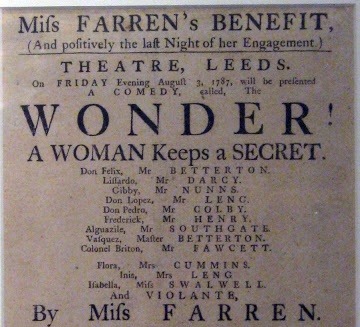 Miſs FARREN's BENEFIT,
(And poſitively the laſt Night of her Engagement.)
THEATRE, LEEDS.
On FRIDAY Evening Auguſt 3, 1787, will be preſented
A COMEDY, called, The
WONDER!
A WOMAN Keeps a SECRET.
Don Felix, Mr BETTERTON.
Liſſardo, Mr DARCY.
Gibby, Mr NUNNS.
Don Lopez, Mr LENG.
Don Pedro, Mr COLBY.
Frederick, Mr HENRY.
Alguazile, Mr SOUTHGATE.
Vaſquez, Maſter BETTERTON.
Colonel Briton, Mr FAWCETT.
Flora, Mrs CUMMINS.
Inis, Mrs LENG
Iſabella, Miſs SWALWELL.
And VIOLANTE,
By Miſs FARREN.